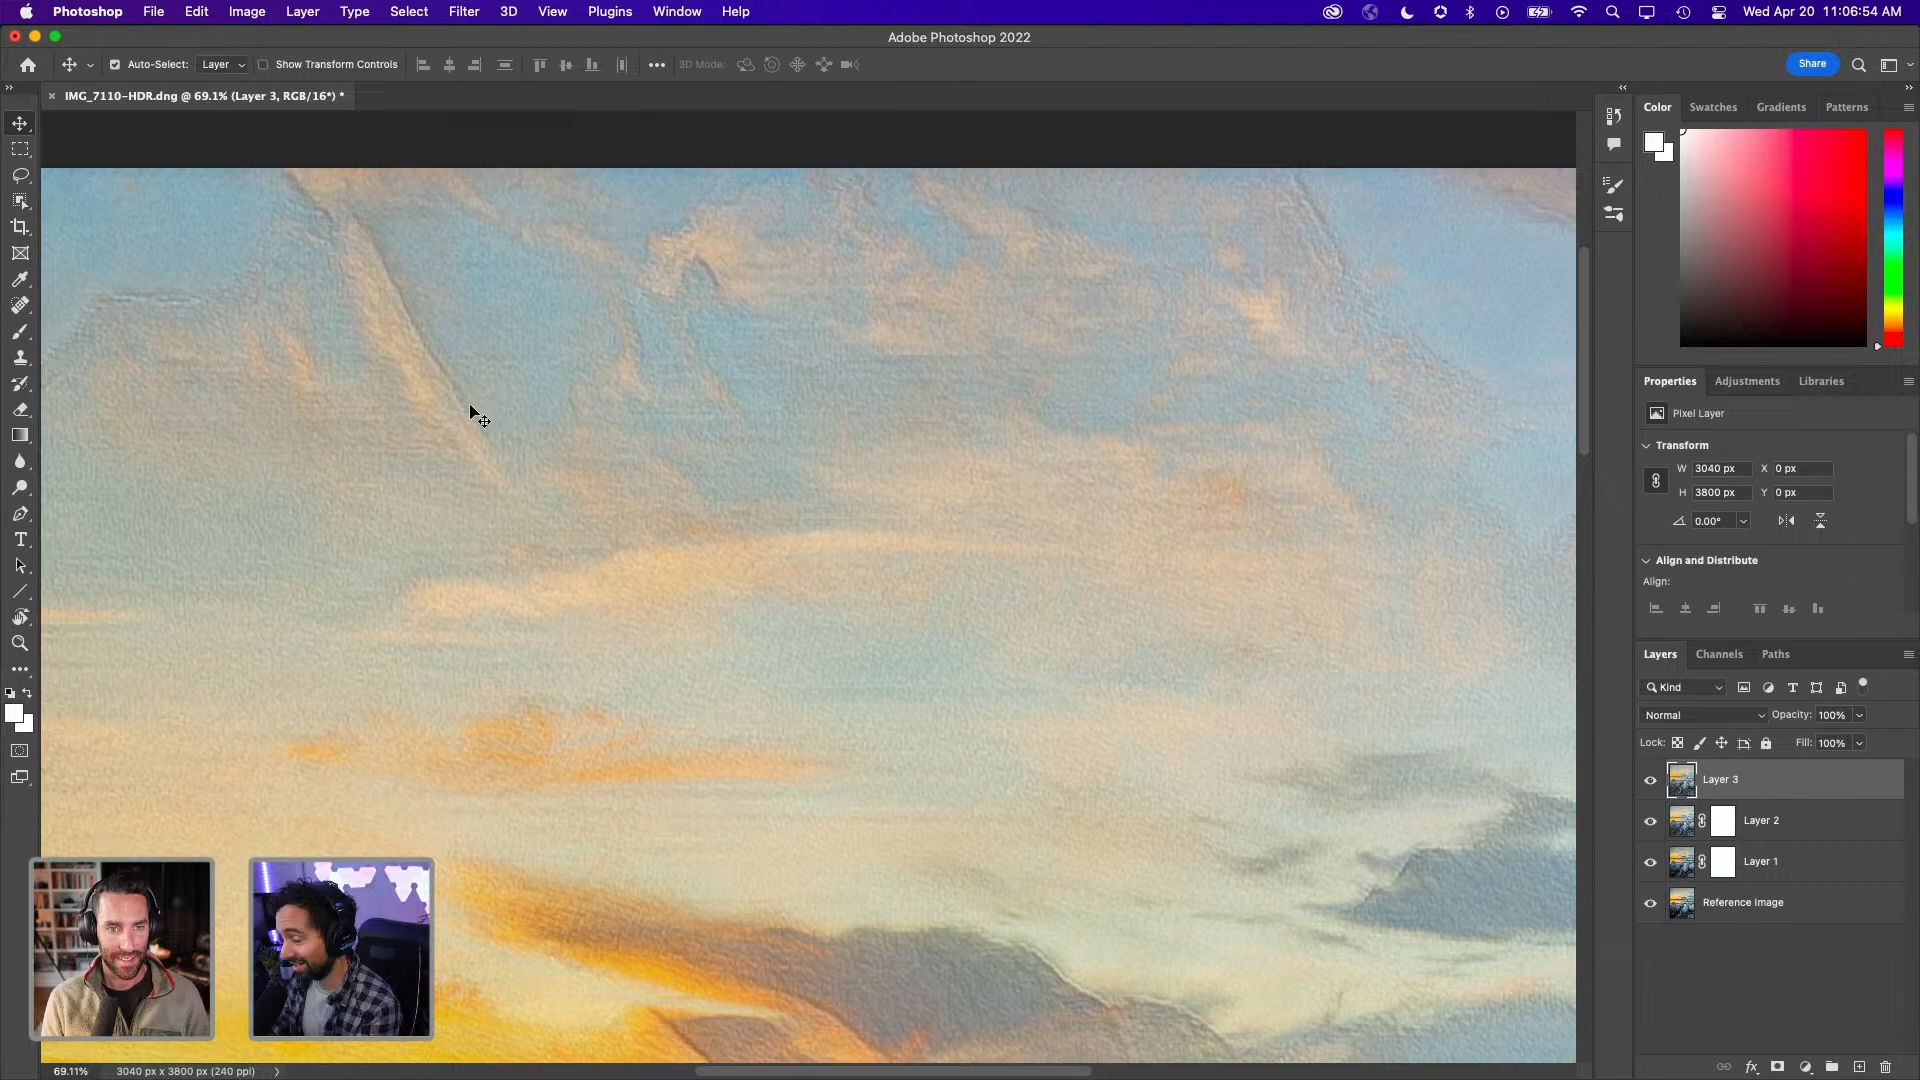 Photoshop File Edit Image Layer Type Select Filter 3D View Plugins Window Help Wed Apr 20 11:06:54 AM
Adobe Photoshop 2022
Auto-Select: Layer Show Transform Controls 3D Mode: Share
IMG_7110-HDR.dng @ 69.1% (Layer 3, RGB/16*) *
Color Swatches Gradients Patterns
Properties Adjustments Libraries
Pixel Layer
Transform
W 3040 px X 0 px
H 3800 px Y 0 px
0.00°
Align and Distribute
Align:
Layers Channels Paths
Kind
Normal Opacity: 100%
Lock: Fill: 100%
Layer 3
Layer 2
Layer 1
Reference Image
69.11% 3040 px x 3800 px (240 ppi)